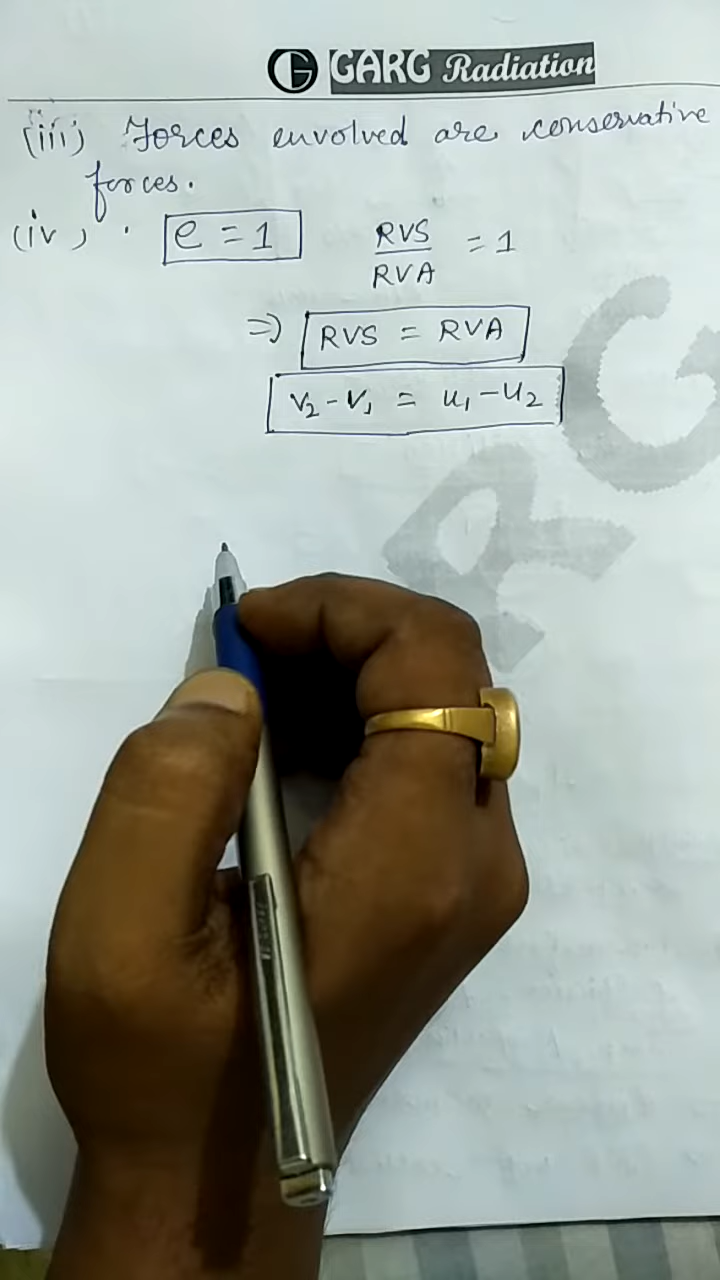 G GARG Radiation
(iii) Forces envolved are conservative
forces.
(iv) . e = 1 RVS/RVA = 1
⇒) RVS = RVA
V₂ - V₁ = u₁ - u₂
RG